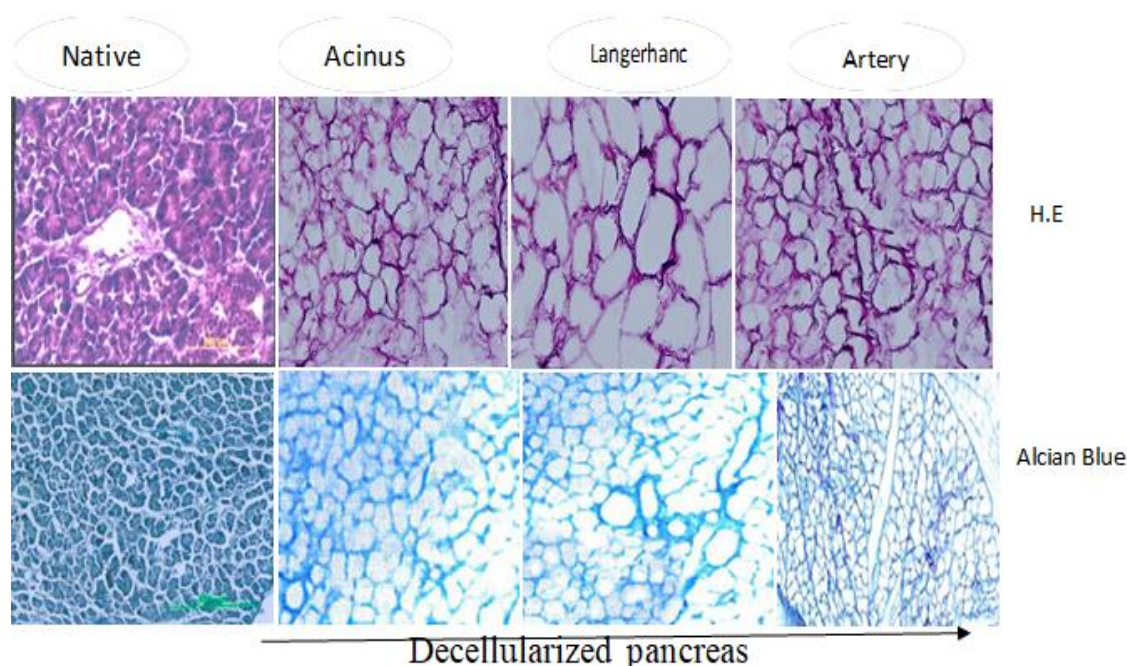 Native
Acinus
Langerhanc
Artery
H.E
Alcian Blue
Decellularized pancreas